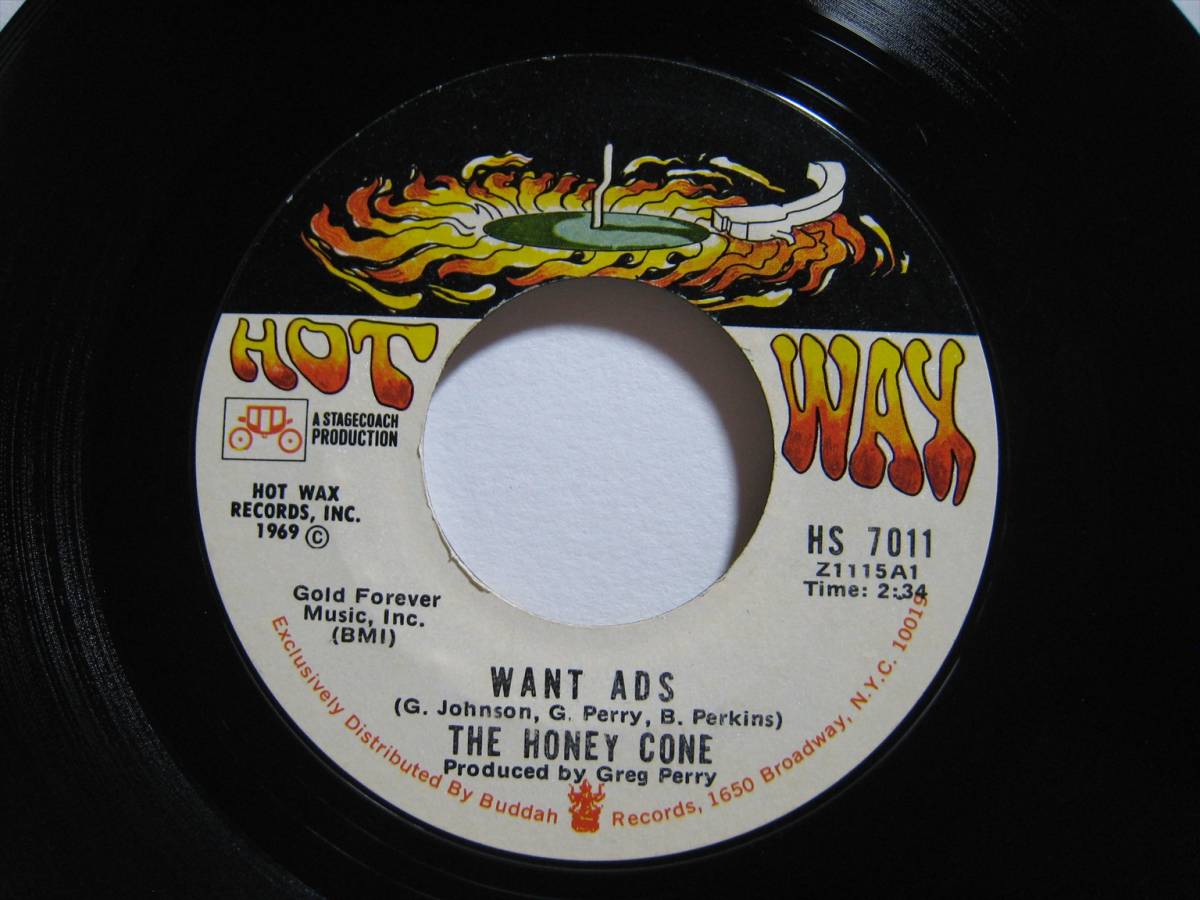 HOT WAX
A STAGECOACH
PRODUCTION
HOT WAX
RECORDS, INC.
1969 ©
HS 7011
Z1115A1
Time: 2:34
Gold Forever
Music, Inc.
(BMI)
WANT ADS
(G. Johnson, G. Perry, B. Perkins)
THE HONEY CONE
Produced by Greg Perry
Exclusively Distributed By Buddah Records, 1650 Broadway, N.Y.C. 10019